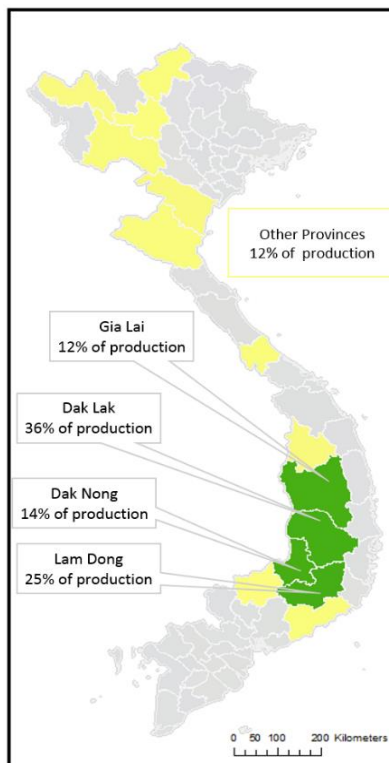 Other Provinces
12% of production
Gia Lai
12% of production
Dak Lak
36% of production
Dak Nong
14% of production
Lam Dong
25% of production
0 50 100 200 Kilometers